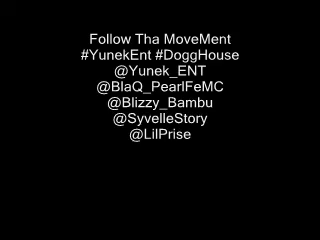 Follow Tha MoveMent
#YunekEnt #DoggHouse
@Yunek_ENT
@BlaQ_PearlFeMC
@Blizzy_Bambu
@SyvelleStory
@LilPrise